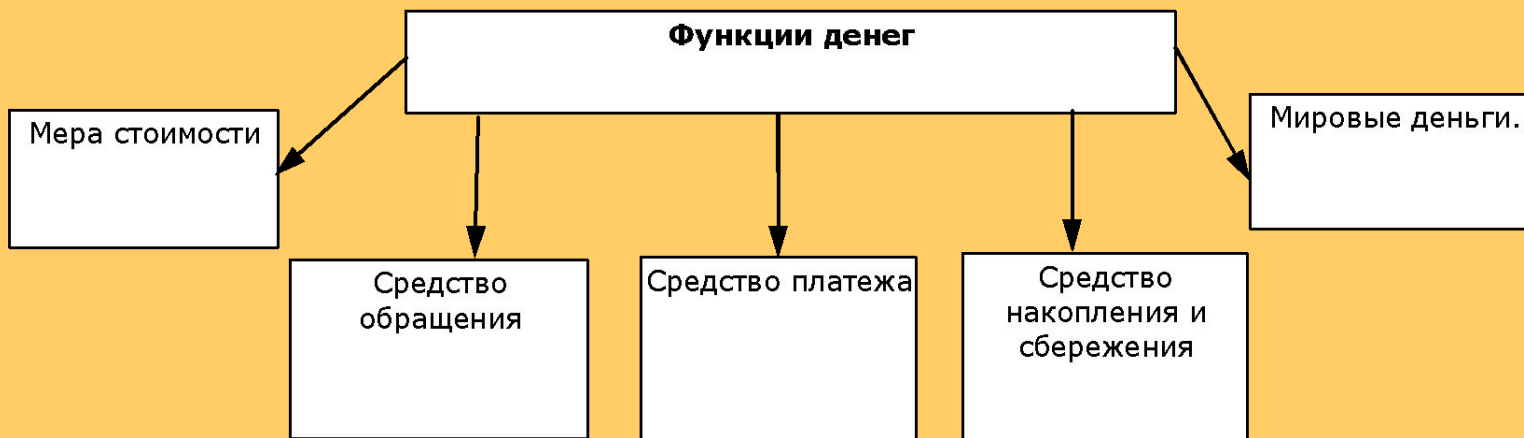 Функции денег
Мера стоимости
Мировые деньги.
Средство
обращения
Средство платежа
Средство
накопления и
сбережения